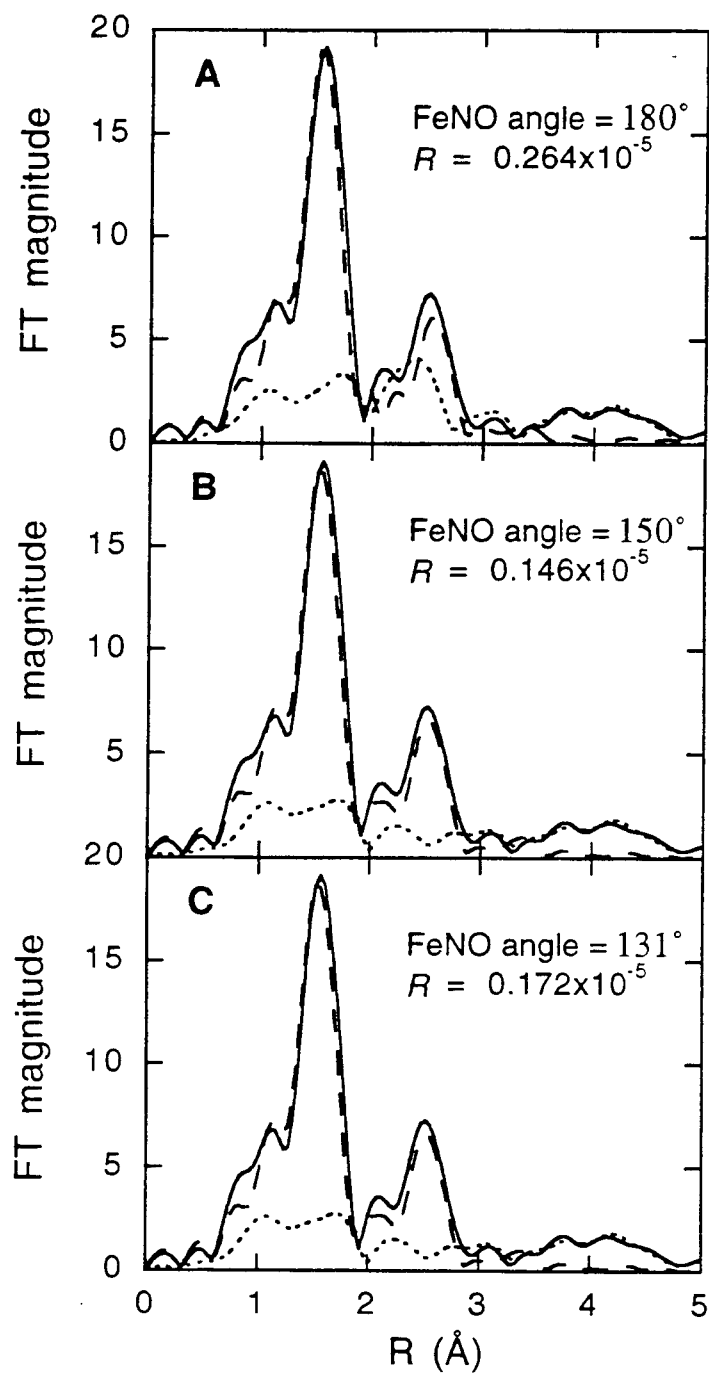 20
A
FeNO angle = 180°
R = 0.264x10-5
15
10
5
0
FT magnitude
B
FeNO angle = 150°
R = 0.146x10-5
15
10
5
20
FT magnitude
C
FeNO angle = 131°
R = 0.172x10-5
15
10
5
0
FT magnitude
0 1 2 3 4 5
R (Å)